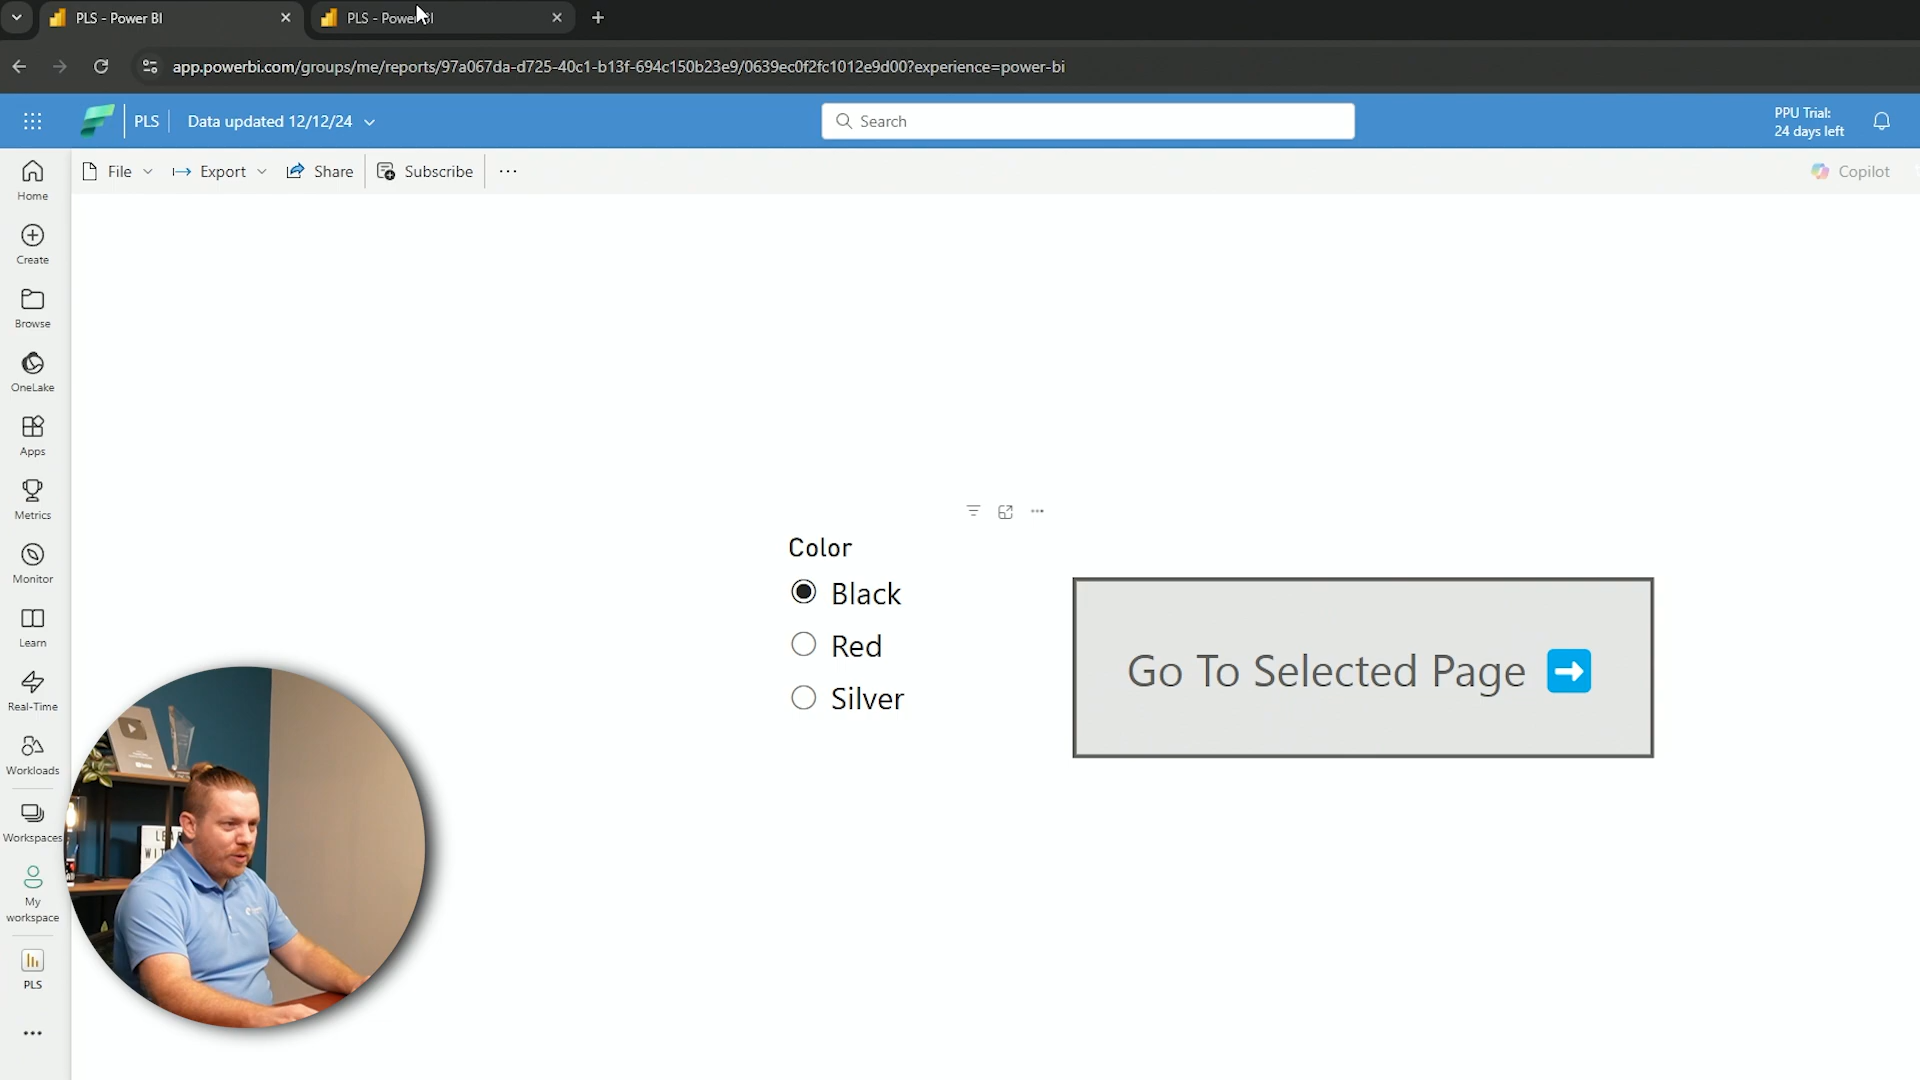 PLS - Power BI
PLS - Power BI
app.powerbi.com/groups/me/reports/97a067da-d725-40c1-b13f-694c150b23e9/0639ec0f2fc1012e9d00?experience=power-bi
PLS
Data updated 12/12/24
Search
PPU Trial:
24 days left
File
Export
Share
Subscribe
Copilot
Home
Create
Browse
OneLake
Apps
Metrics
Monitor
Learn
Real-Time
Workloads
Workspaces
My
workspace
PLS
Color
Black
Red
Silver
Go To Selected Page